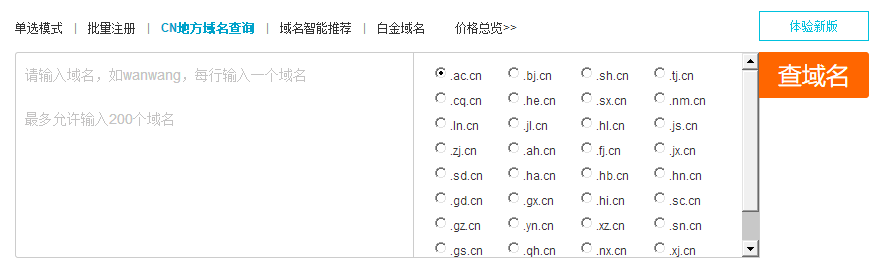 单选模式 | 批量注册 | CN地方域名查询 | 域名智能推荐 | 白金域名 价格总览>> 体验新版
请输入域名，如wanwang，每行输入一个域名
最多允许输入200个域名
.ac.cn .bj.cn .sh.cn .tj.cn
.cq.cn .he.cn .sx.cn .nm.cn
.ln.cn .jl.cn .hl.cn .js.cn
.zj.cn .ah.cn .fj.cn .jx.cn
.sd.cn .ha.cn .hb.cn .hn.cn
.gd.cn .gx.cn .hi.cn .sc.cn
.gz.cn .yn.cn .xz.cn .sn.cn
.gs.cn .qh.cn .nx.cn .xj.cn
查域名